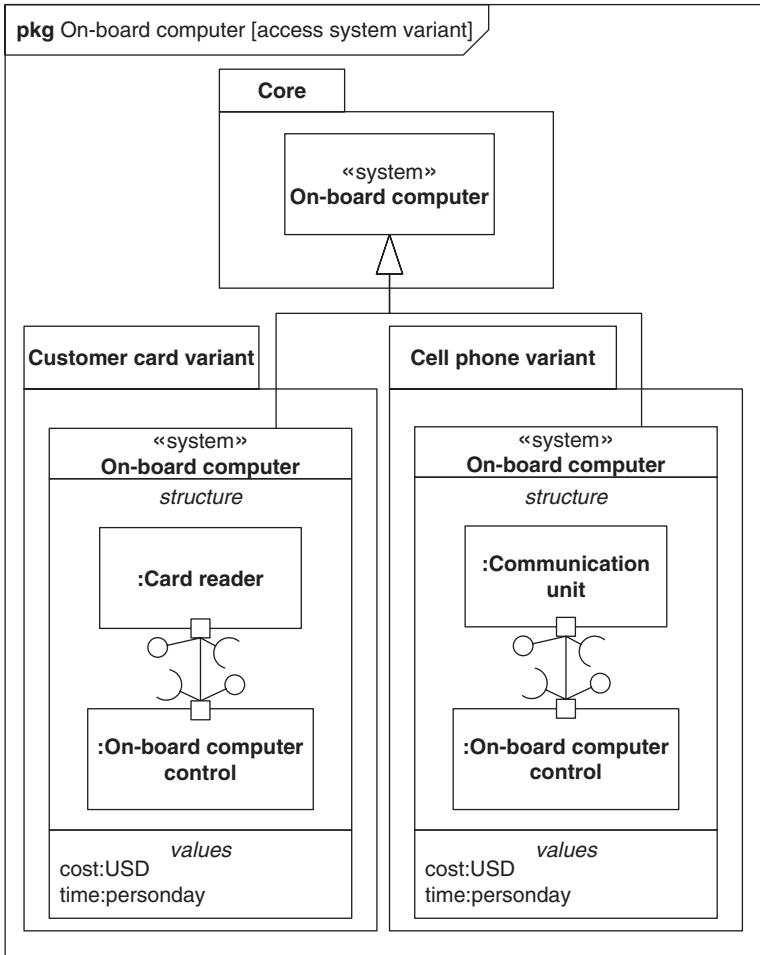 pkg On-board computer [access system variant]
Core
«system»
On-board computer
Customer card variant
«system»
On-board computer
structure
:Card reader
:On-board computer
control
values
cost:USD
time:personday
Cell phone variant
«system»
On-board computer
structure
:Communication
unit
:On-board computer
control
values
cost:USD
time:personday